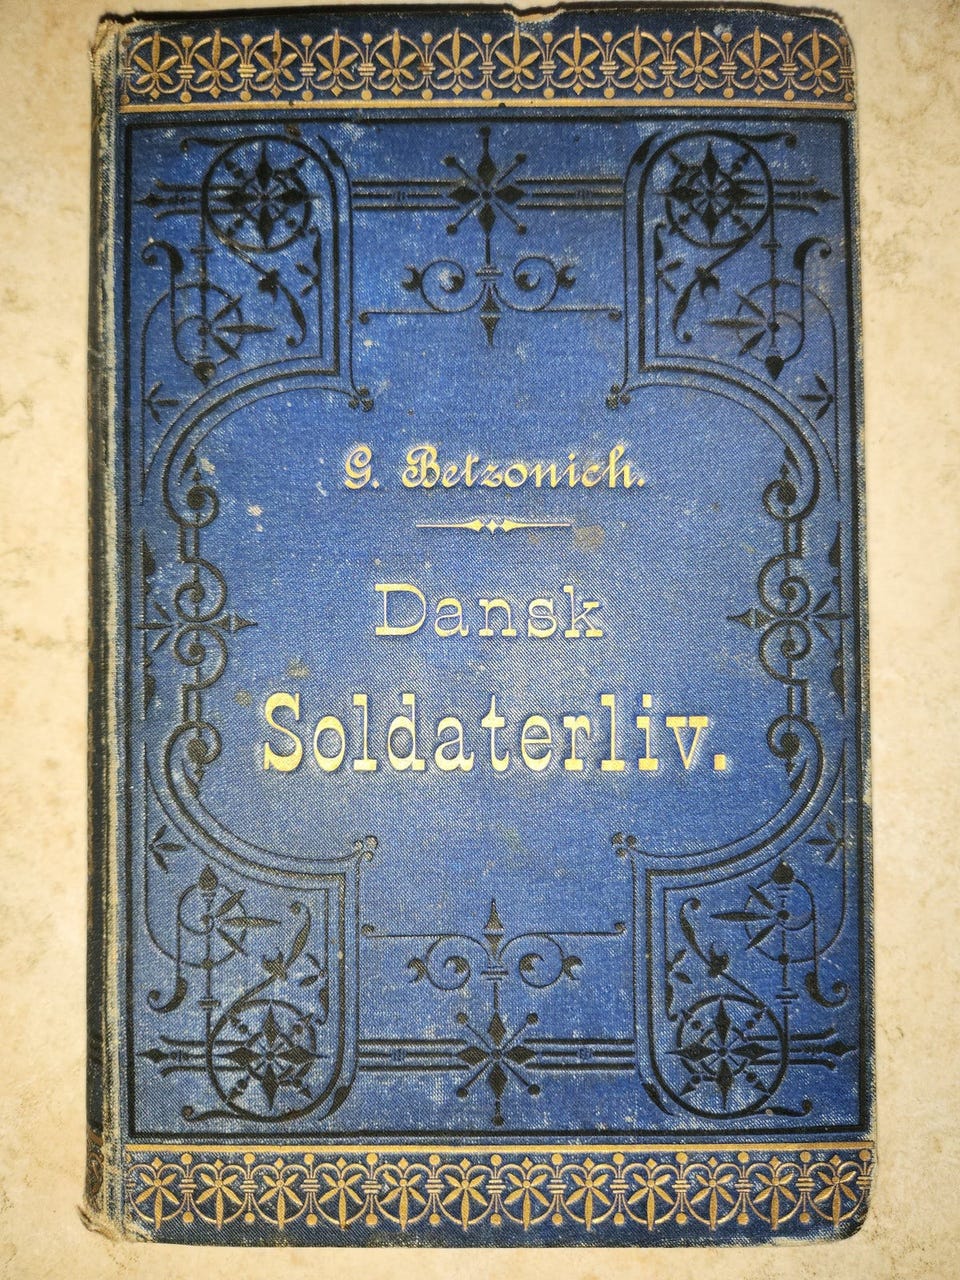 G. Betzonich.
Dansk
Soldaterliv.